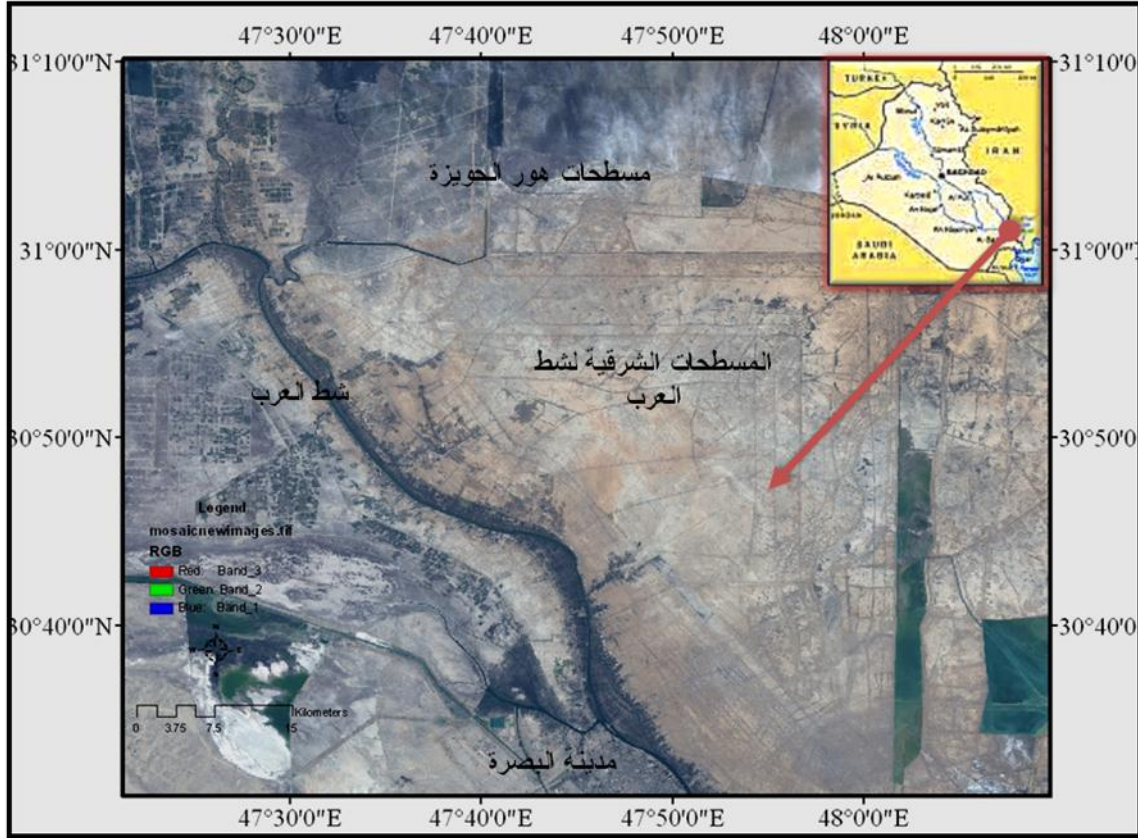 47°30'0"E 47°40'0"E 47°50'0"E 48°0'0"E
31°10'0"N
31°10'0"
TURKEY
SYRIA
IRAN
BAGHDAD
SAUDI
ARABIA
مسطحات هور الحويزة
31°0'0"N
31°0'0"
المسطحات الشرقية لشط
العرب
شط العرب
30°50'0"N
30°50'0"
Legend
mosaicnewimages.tif
RGB
Red: Band_3
Green: Band_2
Blue: Band_1
30°40'0"N
30°40'0"
Kilometers
0 3.75 7.5 15
مدينة البصرة
47°30'0"E 47°40'0"E 47°50'0"E 48°0'0"E